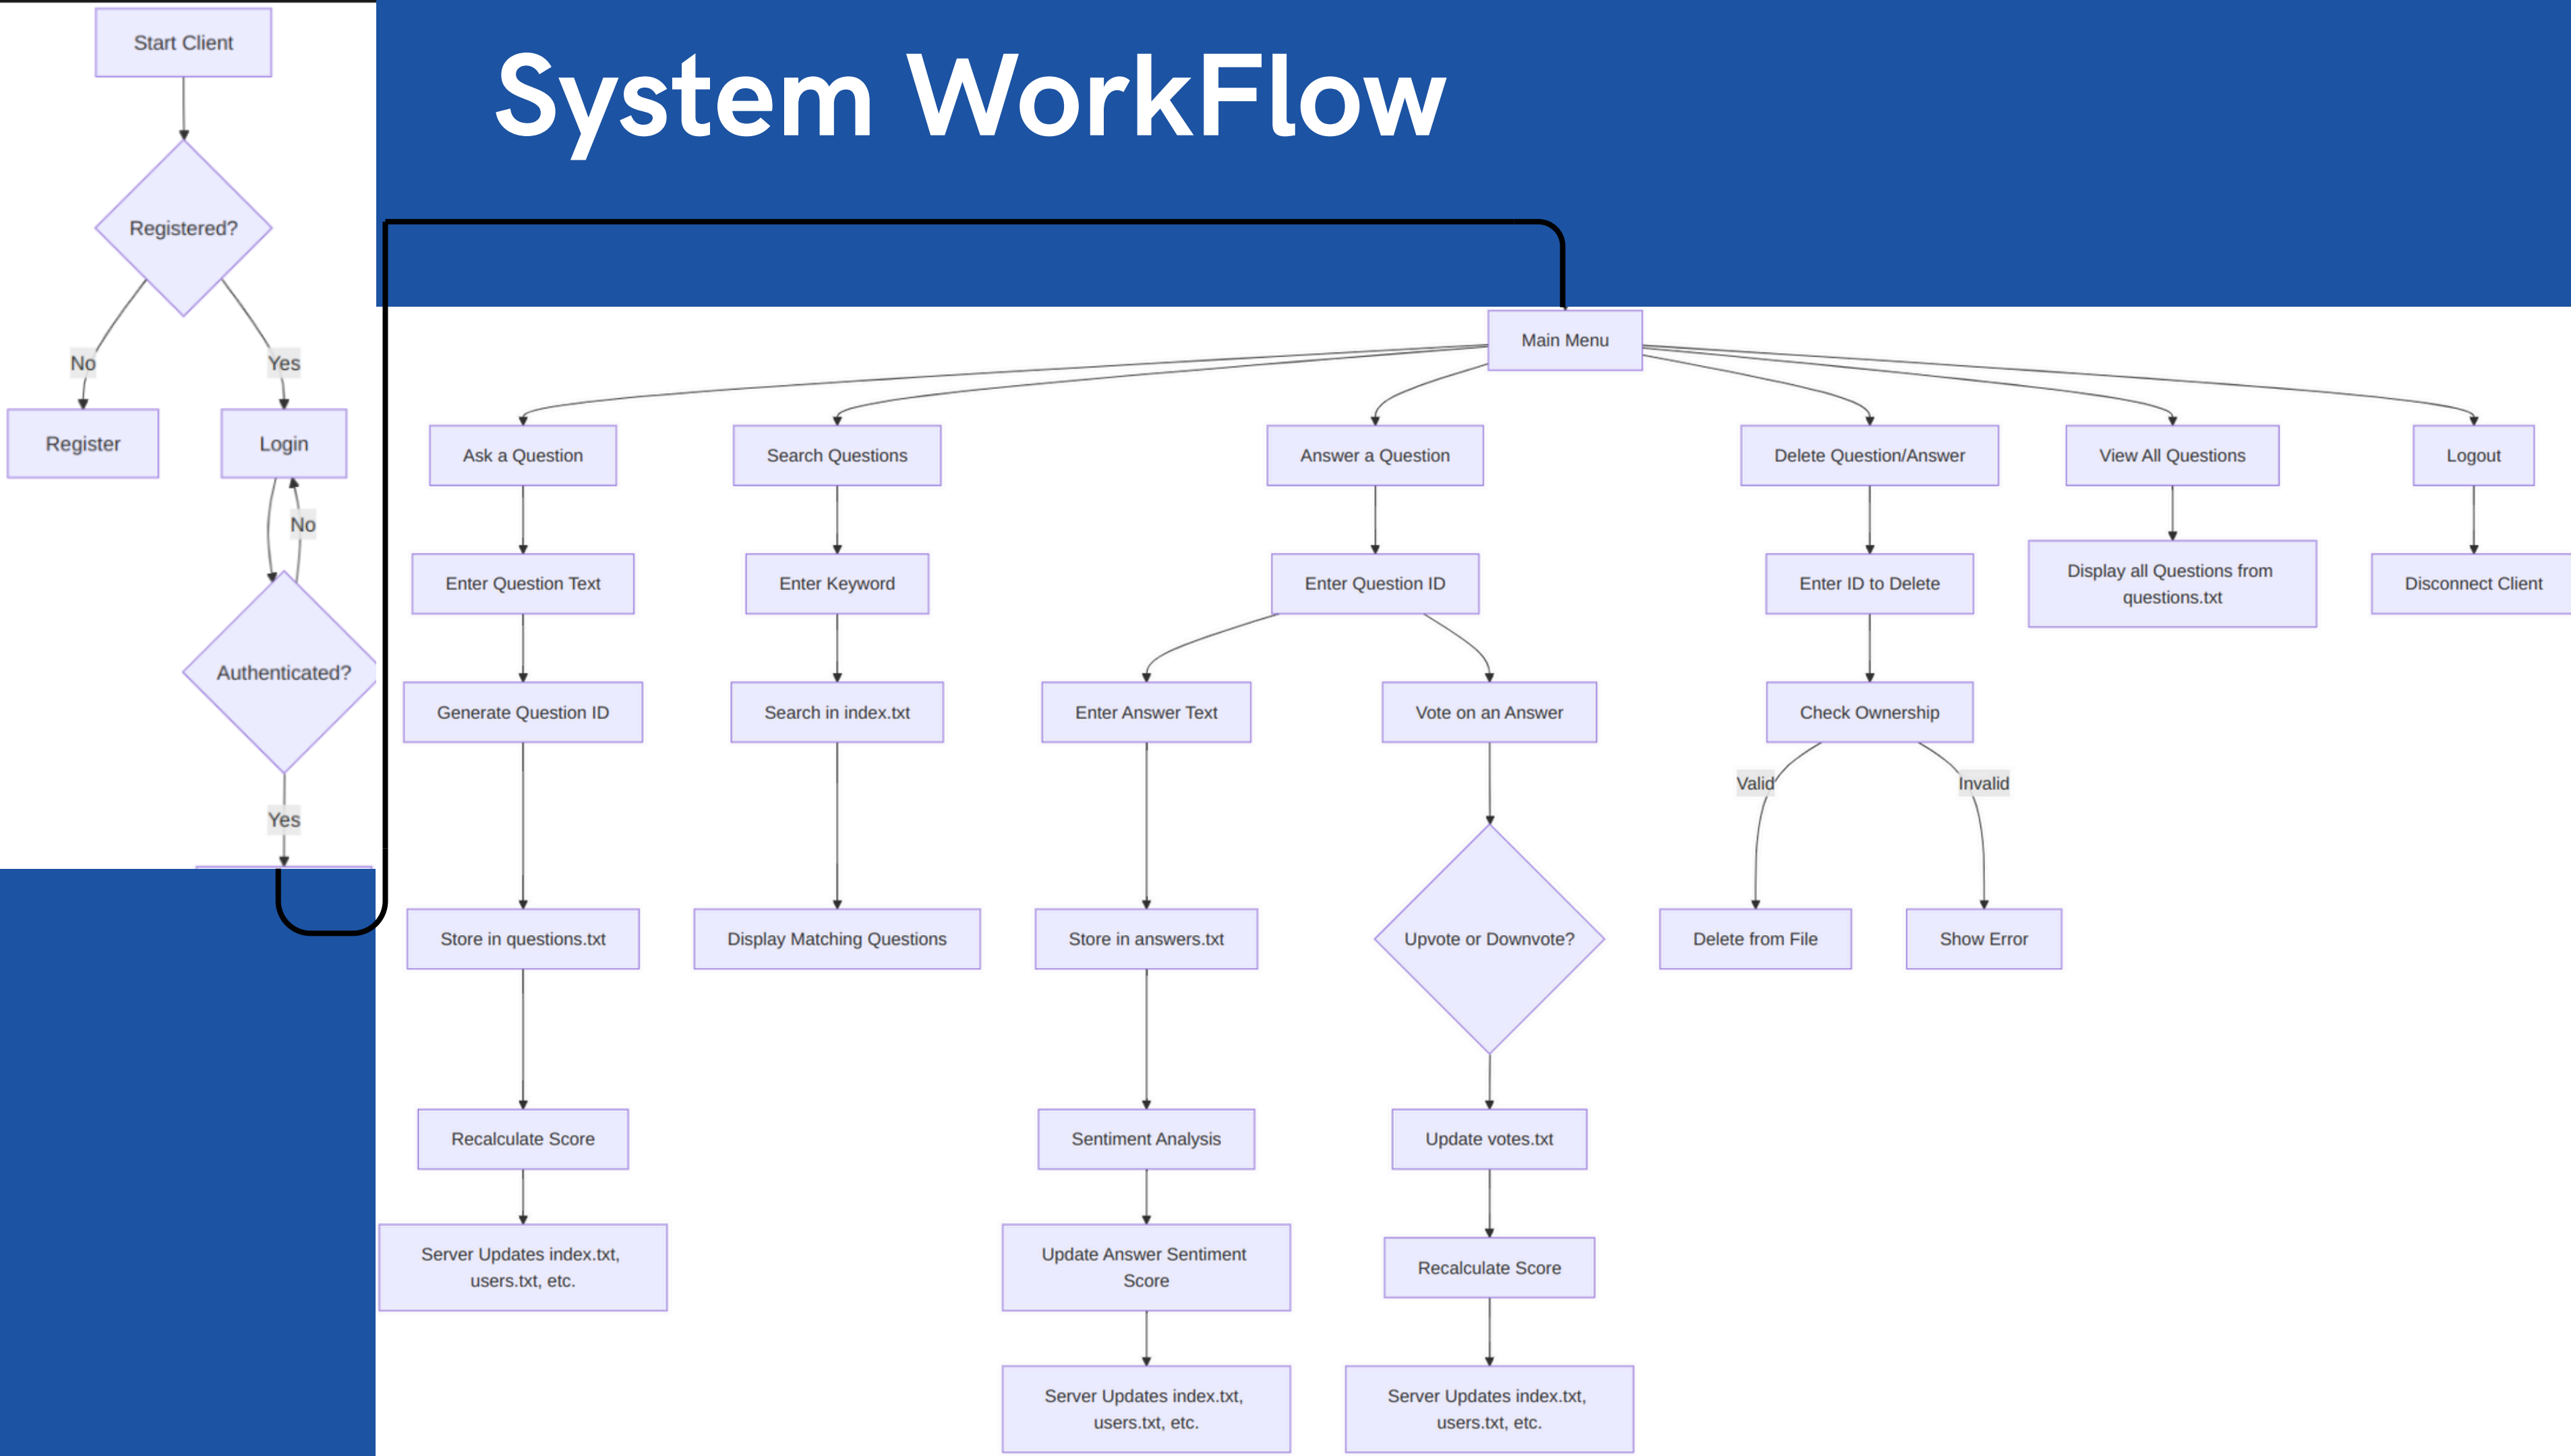 System WorkFlow
Start Client
Registered?
No
Yes
Register
Login
No
Authenticated?
Yes
Main Menu
Ask a Question
Search Questions
Answer a Question
Delete Question/Answer
View All Questions
Logout
Enter Question Text
Enter Keyword
Enter Question ID
Enter ID to Delete
Display all Questions from
questions.txt
Disconnect Client
Generate Question ID
Search in index.txt
Enter Answer Text
Vote on an Answer
Check Ownership
Valid
Invalid
Store in questions.txt
Display Matching Questions
Store in answers.txt
Upvote or Downvote?
Delete from File
Show Error
Recalculate Score
Sentiment Analysis
Update votes.txt
Server Updates index.txt,
users.txt, etc.
Update Answer Sentiment
Score
Recalculate Score
Server Updates index.txt,
users.txt, etc.
Server Updates index.txt,
users.txt, etc.